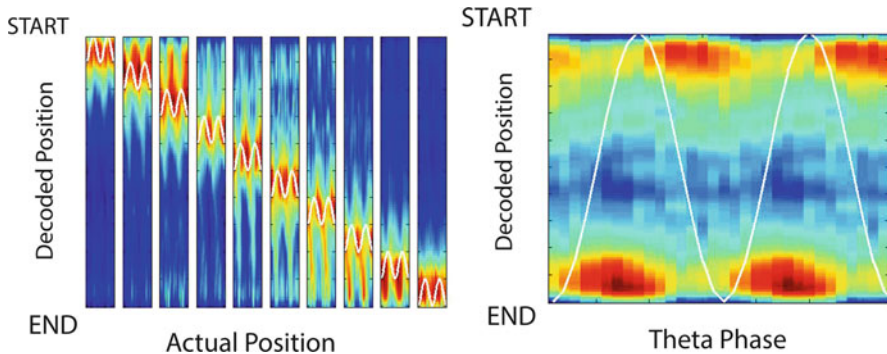 START
Decoded Position
END
Actual Position
START
Decoded Position
END
Theta Phase